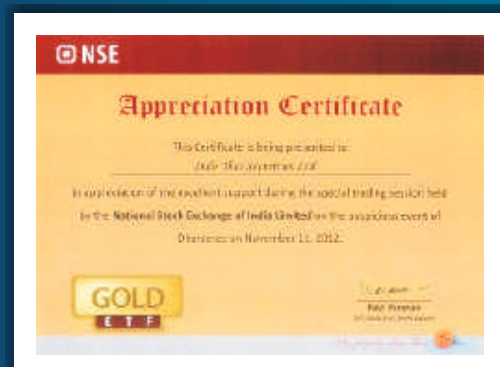 NSE
Appreciation Certificate
This Certificate is being presented to
in appreciation of the excellent support during the special trading session held
by the National Stock Exchange of India Limited on the auspicious event of
Dhanteras on November 11, 2012.
GOLD
ETF
Ravi